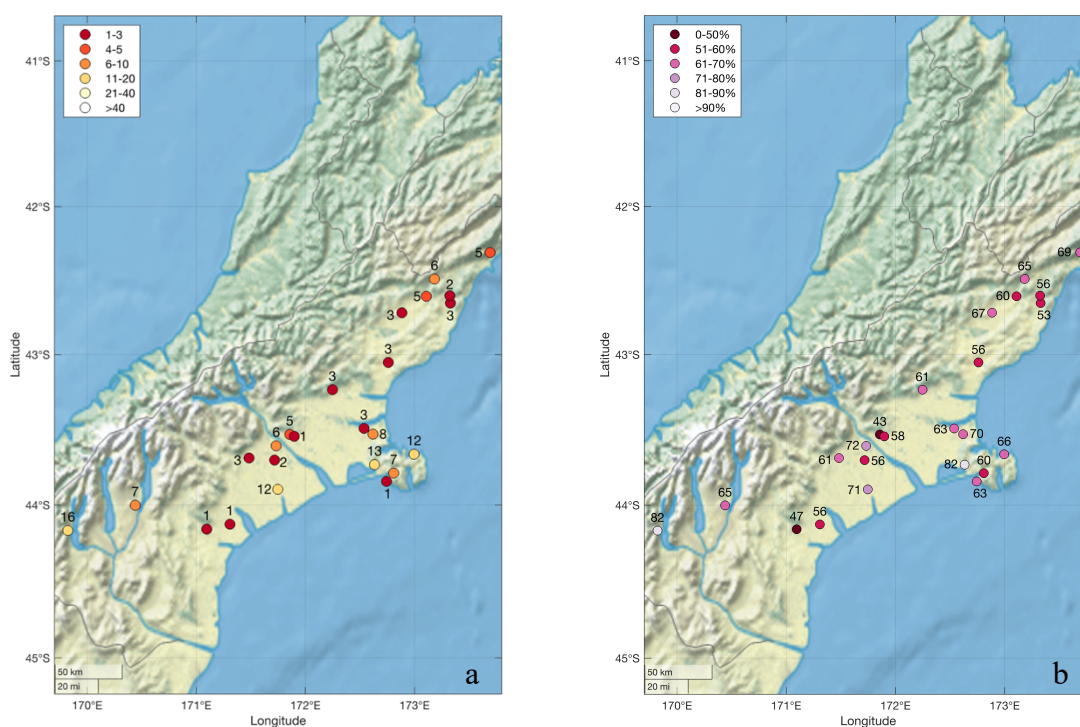 1-3
4-5
6-10
11-20
21-40
>40
41°S
42°S
43°S
44°S
45°S
Latitude
5
6
5
2
3
3
3
3
3
8
12
13
7
1
5
1
6
3
2
12
1
1
7
16
50 km
20 mi
a
170°E
171°E
172°E
173°E
Longitude
0-50%
51-60%
61-70%
71-80%
81-90%
>90%
41°S
42°S
43°S
44°S
45°S
Latitude
69
65
60
56
53
67
56
61
63
70
66
82
60
63
43
58
72
61
56
71
47
56
65
82
50 km
20 mi
b
170°E
171°E
172°E
173°E
Longitude